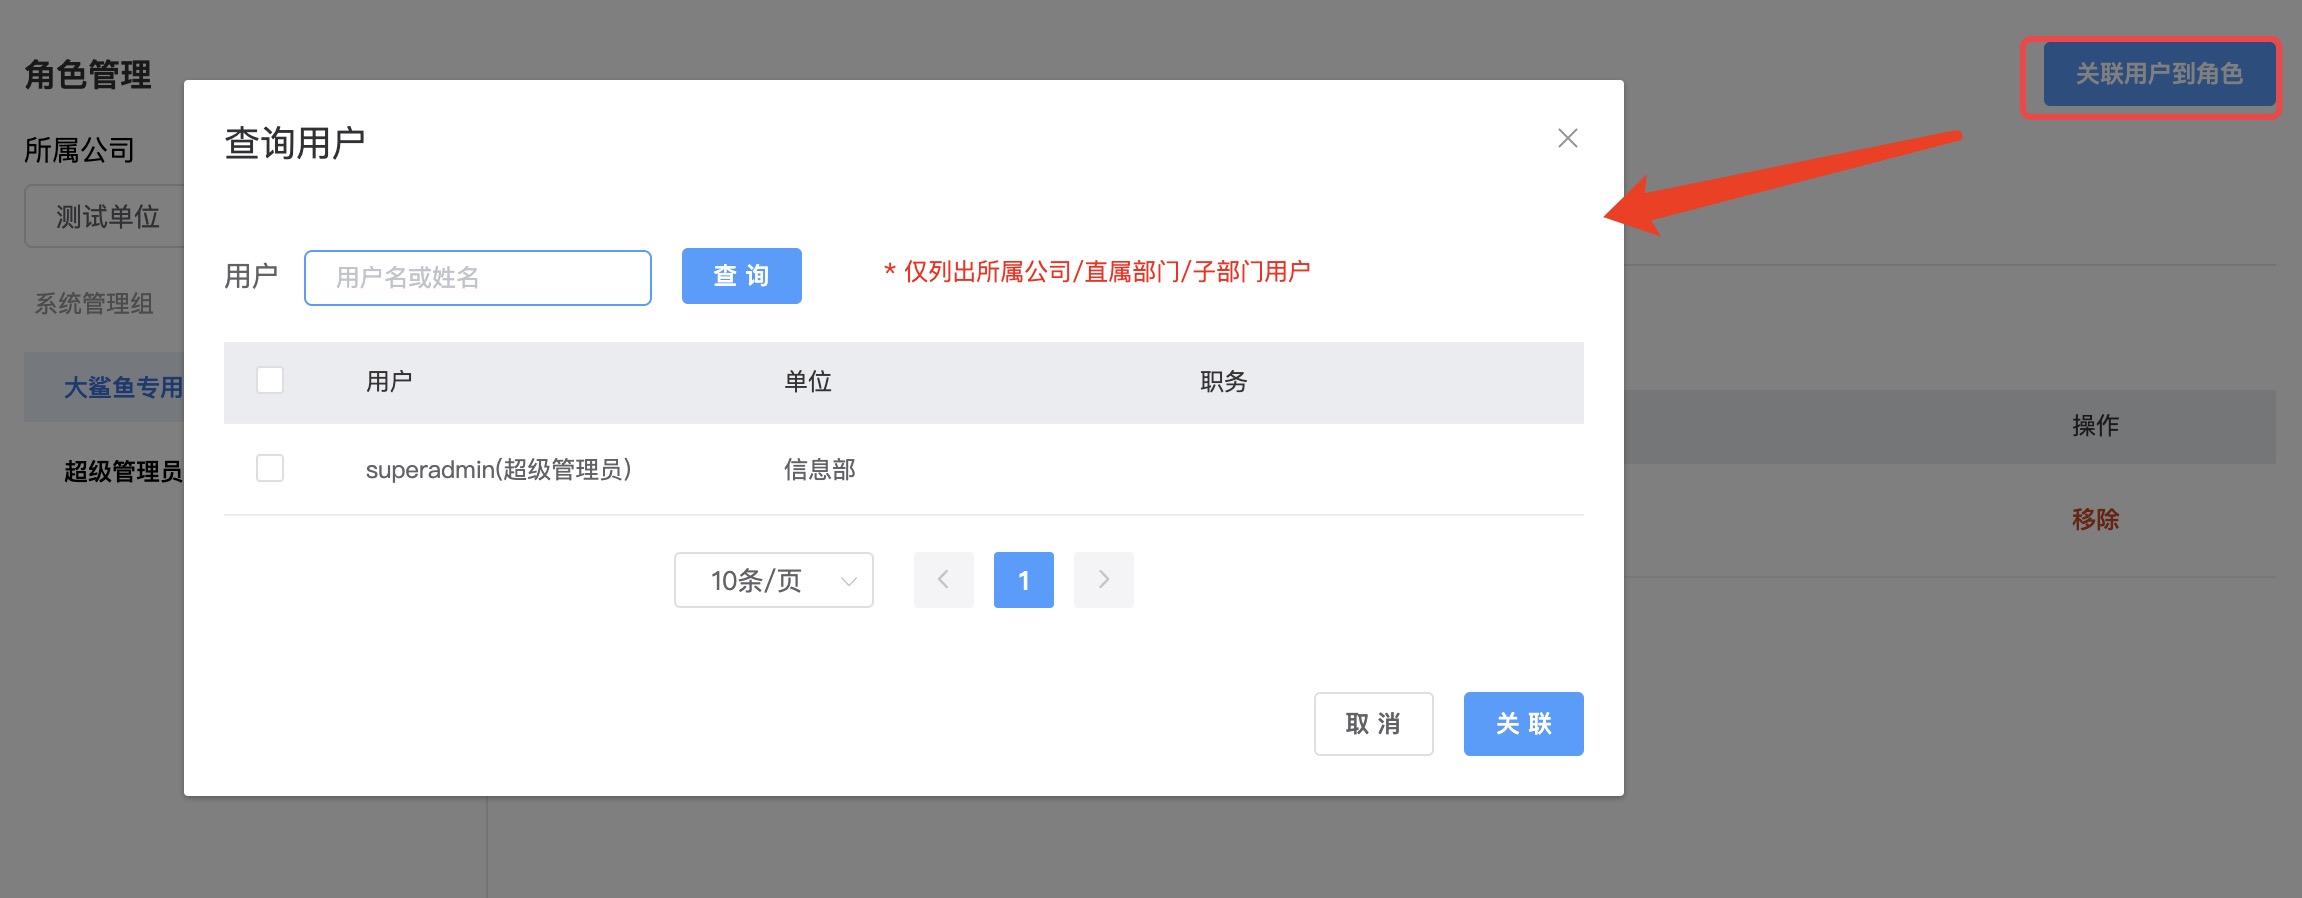 角色管理
关联用户到角色
所属公司
测试单位
系统管理组
大鲨鱼专用
超级管理员
查询用户
用户 用户名或姓名 查 询 * 仅列出所属公司/直属部门/子部门用户
用户 单位 职务
superadmin(超级管理员) 信息部
10条/页 1
取 消 关 联
操作
移除